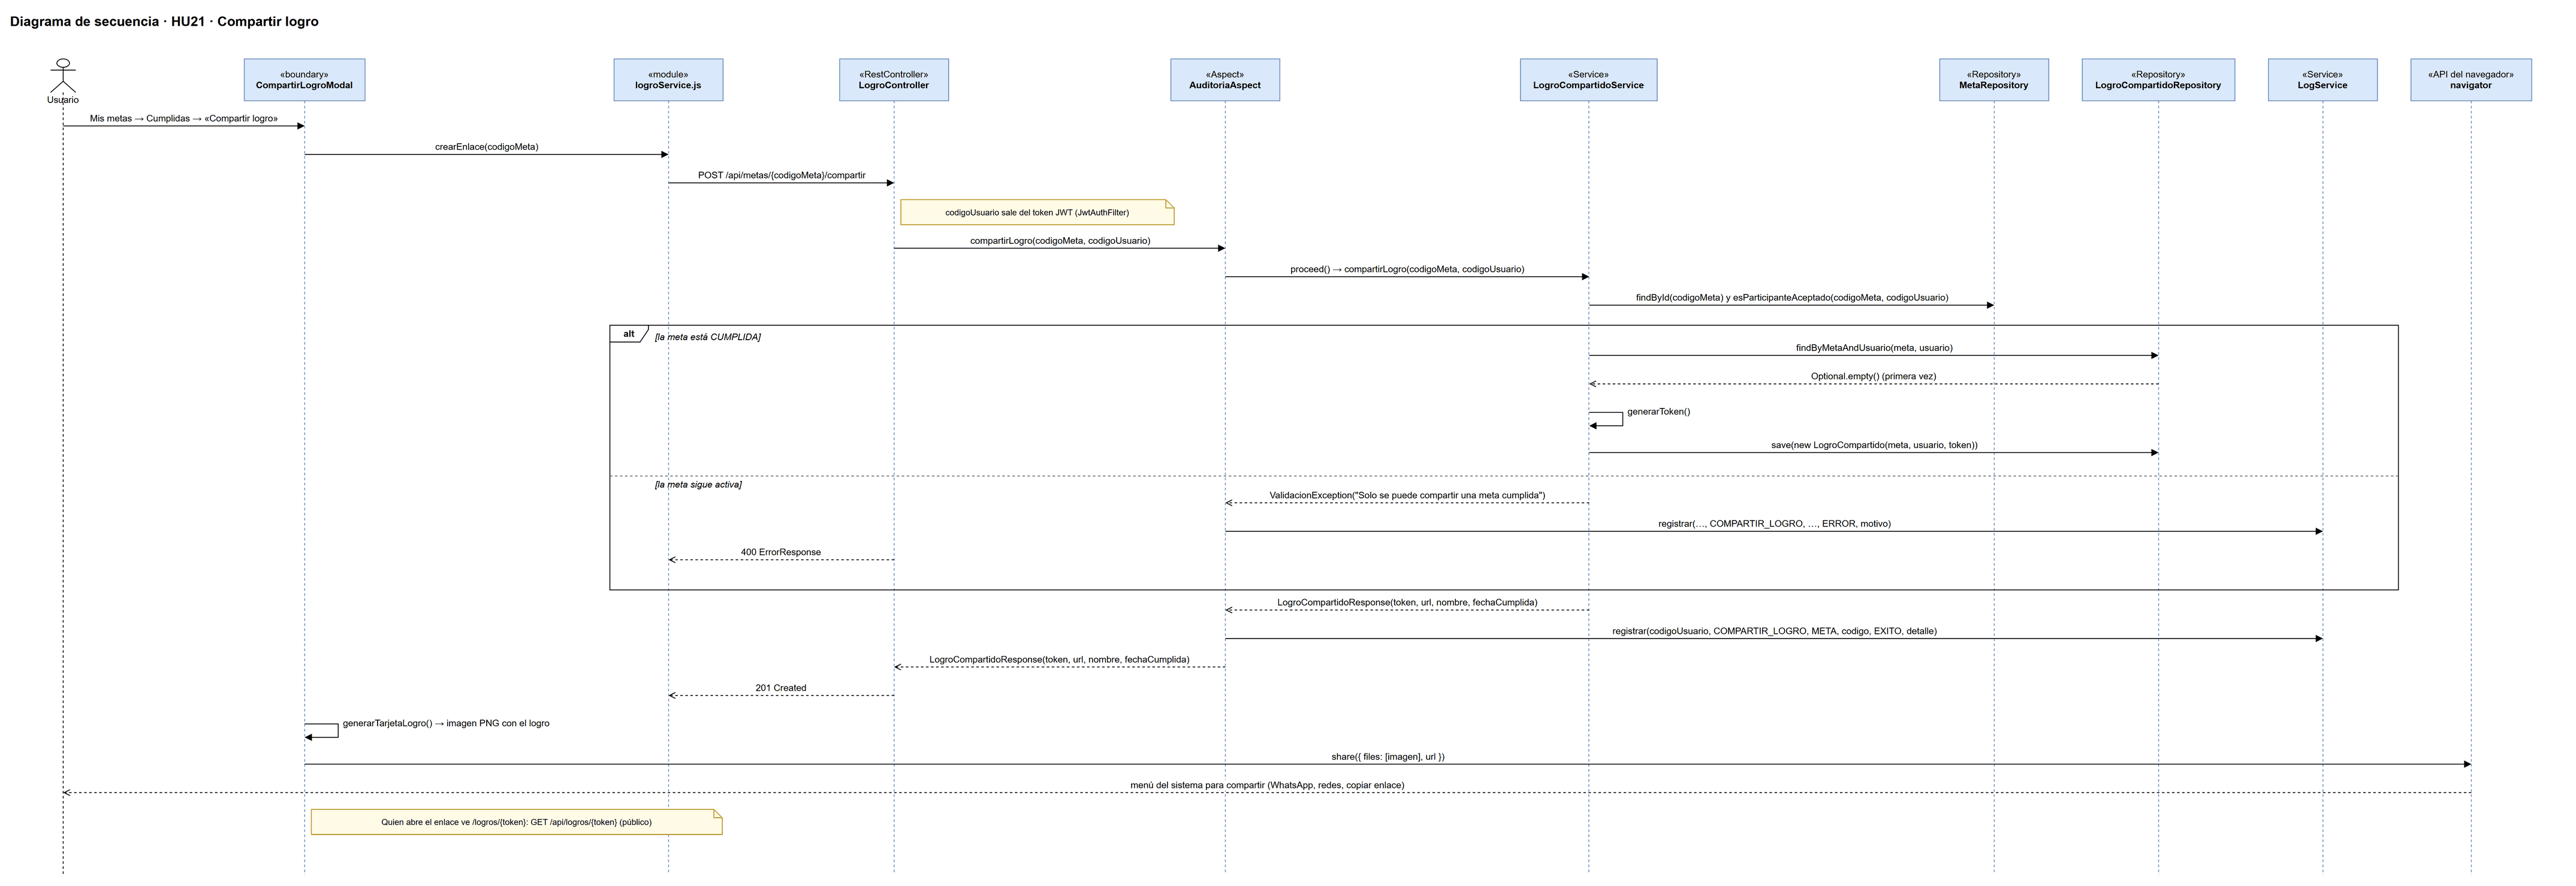 Diagrama de secuencia · HU21 · Compartir logro
Usuario
«boundary»
CompartirLogroModal
«module»
logroService.js
«RestController»
LogroController
«Aspect»
AuditoriaAspect
«Service»
LogroCompartidoService
«Repository»
MetaRepository
«Repository»
LogroCompartidoRepository
«Service»
LogService
«API del navegador»
navigator
Mis metas → Cumplidas → «Compartir logro»
crearEnlace(codigoMeta)
POST /api/metas/{codigoMeta}/compartir
codigoUsuario sale del token JWT (JwtAuthFilter)
compartirLogro(codigoMeta, codigoUsuario)
proceed() → compartirLogro(codigoMeta, codigoUsuario)
findById(codigoMeta) y esParticipanteAceptado(codigoMeta, codigoUsuario)
alt
[la meta está CUMPLIDA]
findByMetaAndUsuario(meta, usuario)
Optional.empty() (primera vez)
generarToken()
save(new LogroCompartido(meta, usuario, token))
[la meta sigue activa]
ValidacionException("Solo se puede compartir una meta cumplida")
registrar(…, COMPARTIR_LOGRO, …, ERROR, motivo)
400 ErrorResponse
LogroCompartidoResponse(token, url, nombre, fechaCumplida)
registrar(codigoUsuario, COMPARTIR_LOGRO, META, codigo, EXITO, detalle)
LogroCompartidoResponse(token, url, nombre, fechaCumplida)
201 Created
generarTarjetaLogro() → imagen PNG con el logro
share({ files: [imagen], url })
menú del sistema para compartir (WhatsApp, redes, copiar enlace)
Quien abre el enlace ve /logros/{token}: GET /api/logros/{token} (público)